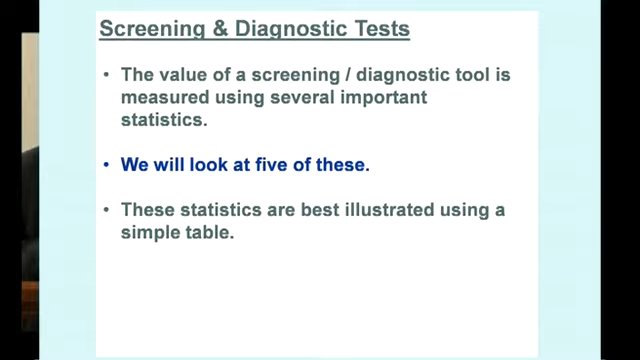 Screening & Diagnostic Tests
• The value of a screening / diagnostic tool is
measured using several important
statistics.
• We will look at five of these.
• These statistics are best illustrated using a
simple table.